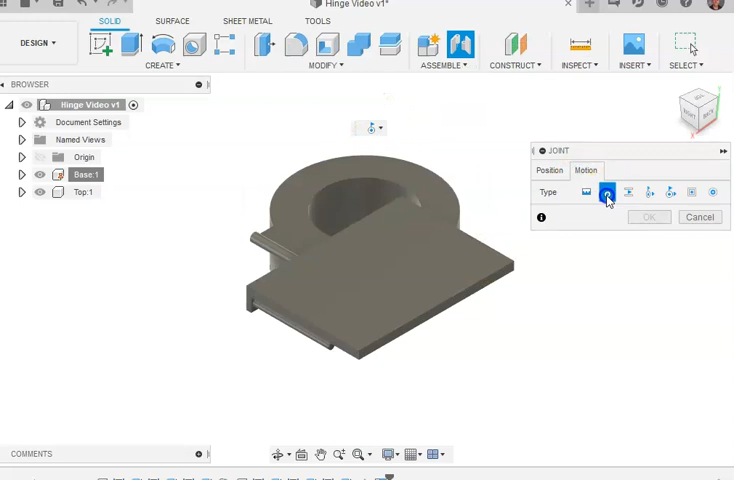 Hinge Video v1*
SOLID SURFACE SHEET METAL TOOLS
DESIGN
CREATE MODIFY ASSEMBLE CONSTRUCT INSPECT INSERT SELECT
BROWSER
Hinge Video v1
Document Settings
Named Views
Origin
Base:1
Top:1
JOINT
Position Motion
Type
OK Cancel
COMMENTS